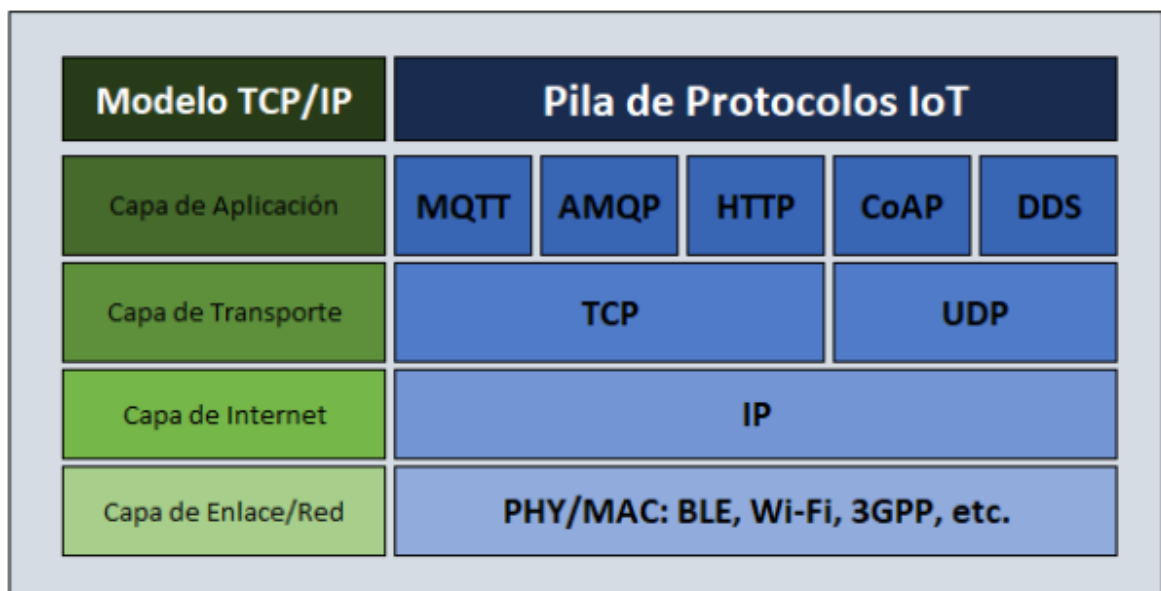 Modelo TCP/IP
Pila de Protocolos IoT
Capa de Aplicación
MQTT
AMQP
HTTP
CoAP
DDS
Capa de Transporte
TCP
UDP
Capa de Internet
IP
Capa de Enlace/Red
PHY/MAC: BLE, Wi-Fi, 3GPP, etc.